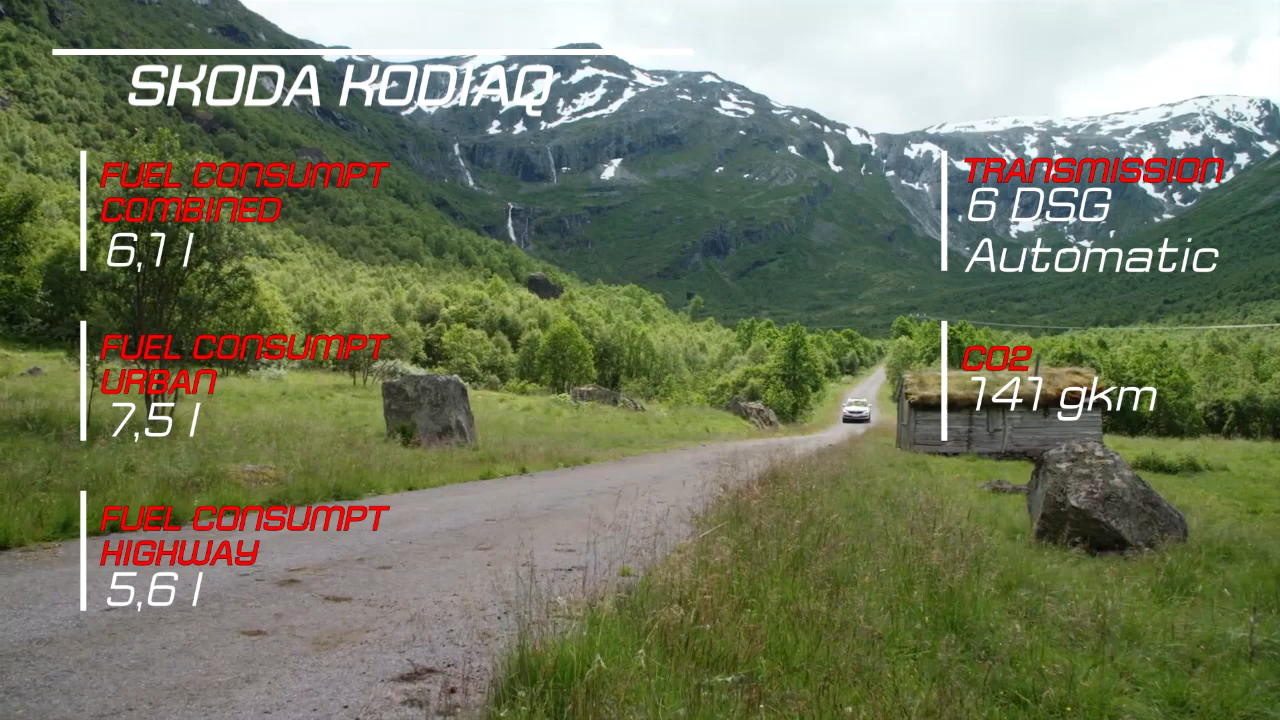 SKODA KODIAQ
FUEL CONSUMPT
COMBINED
6,1 l
FUEL CONSUMPT
URBAN
7,5 l
FUEL CONSUMPT
HIGHWAY
5,6 l
TRANSMISSION
6 DSG
Automatic
CO2
141 gkm